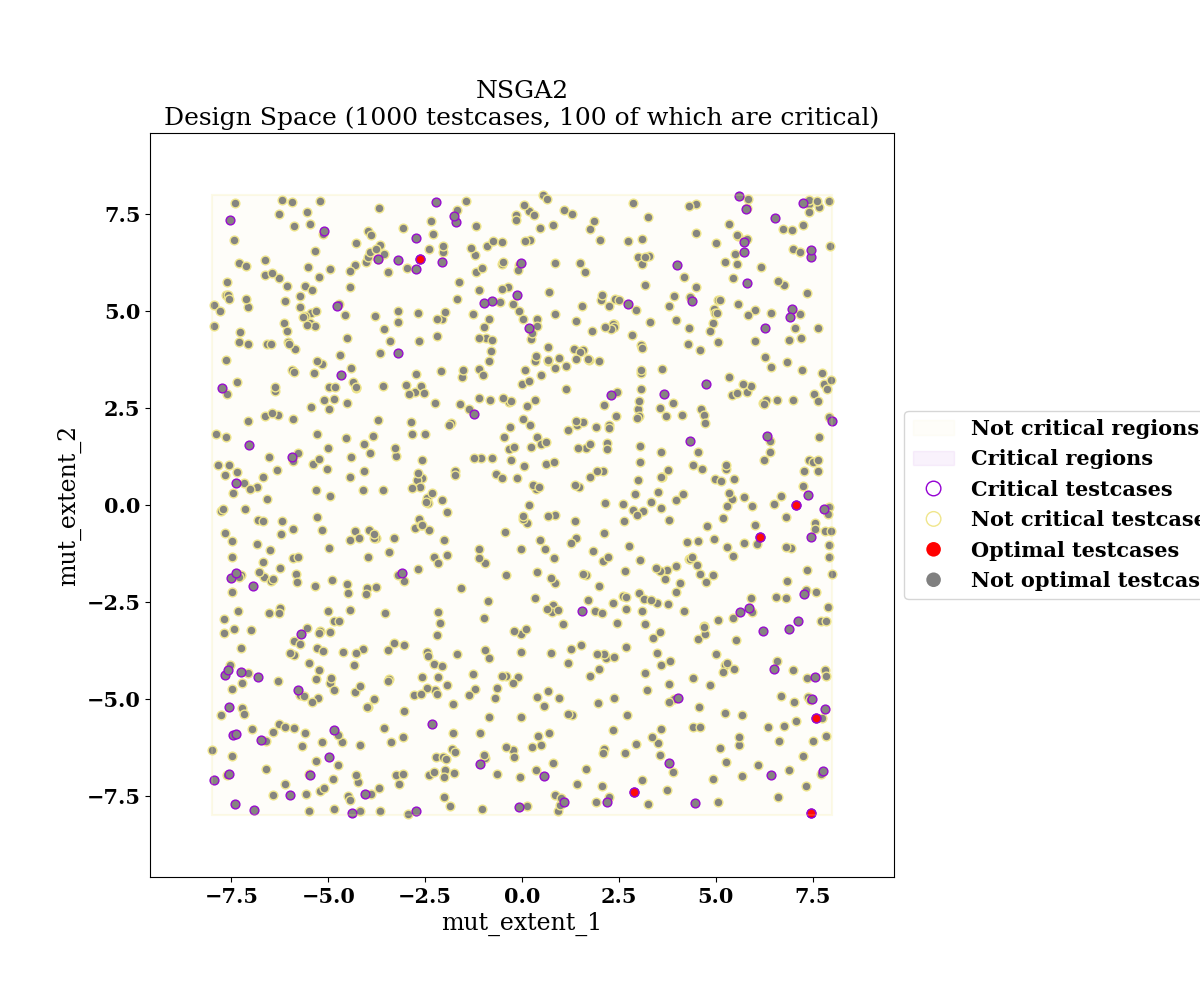 NSGA2
Design Space (1000 testcases, 100 of which are critical)
mut_extent_2
7.5
5.0
2.5
0.0
−2.5
−5.0
−7.5
−7.5 −5.0 −2.5 0.0 2.5 5.0 7.5
mut_extent_1
Not critical regions
Critical regions
Critical testcases
Not critical testcase
Optimal testcases
Not optimal testcas